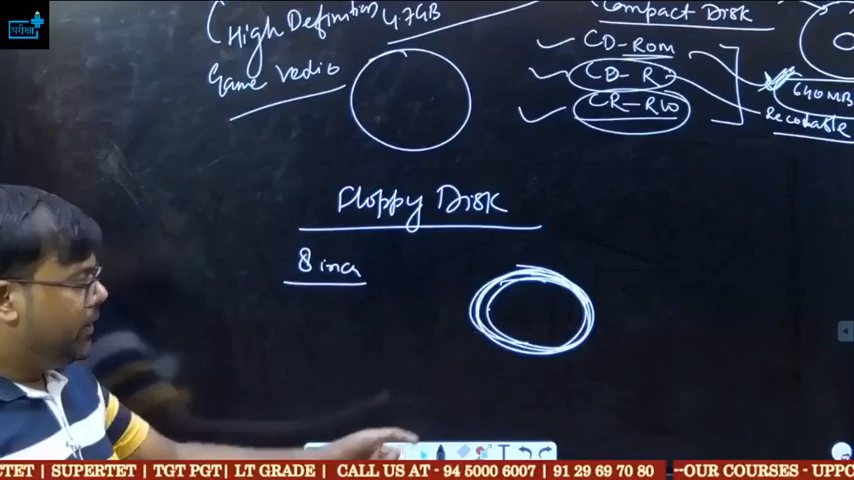 परीक्षा
(High Definition) 4.7GB
Game Vedio
Compact Disk
CD-Rom
CD-R
CR-RW
640MB
Recodable
Floppy Disk
8 inch
CTET | SUPERTET | TGT PGT| LT GRADE | CALL US AT - 94 5000 6007 | 91 29 69 70 80 --OUR COURSES - UPPC